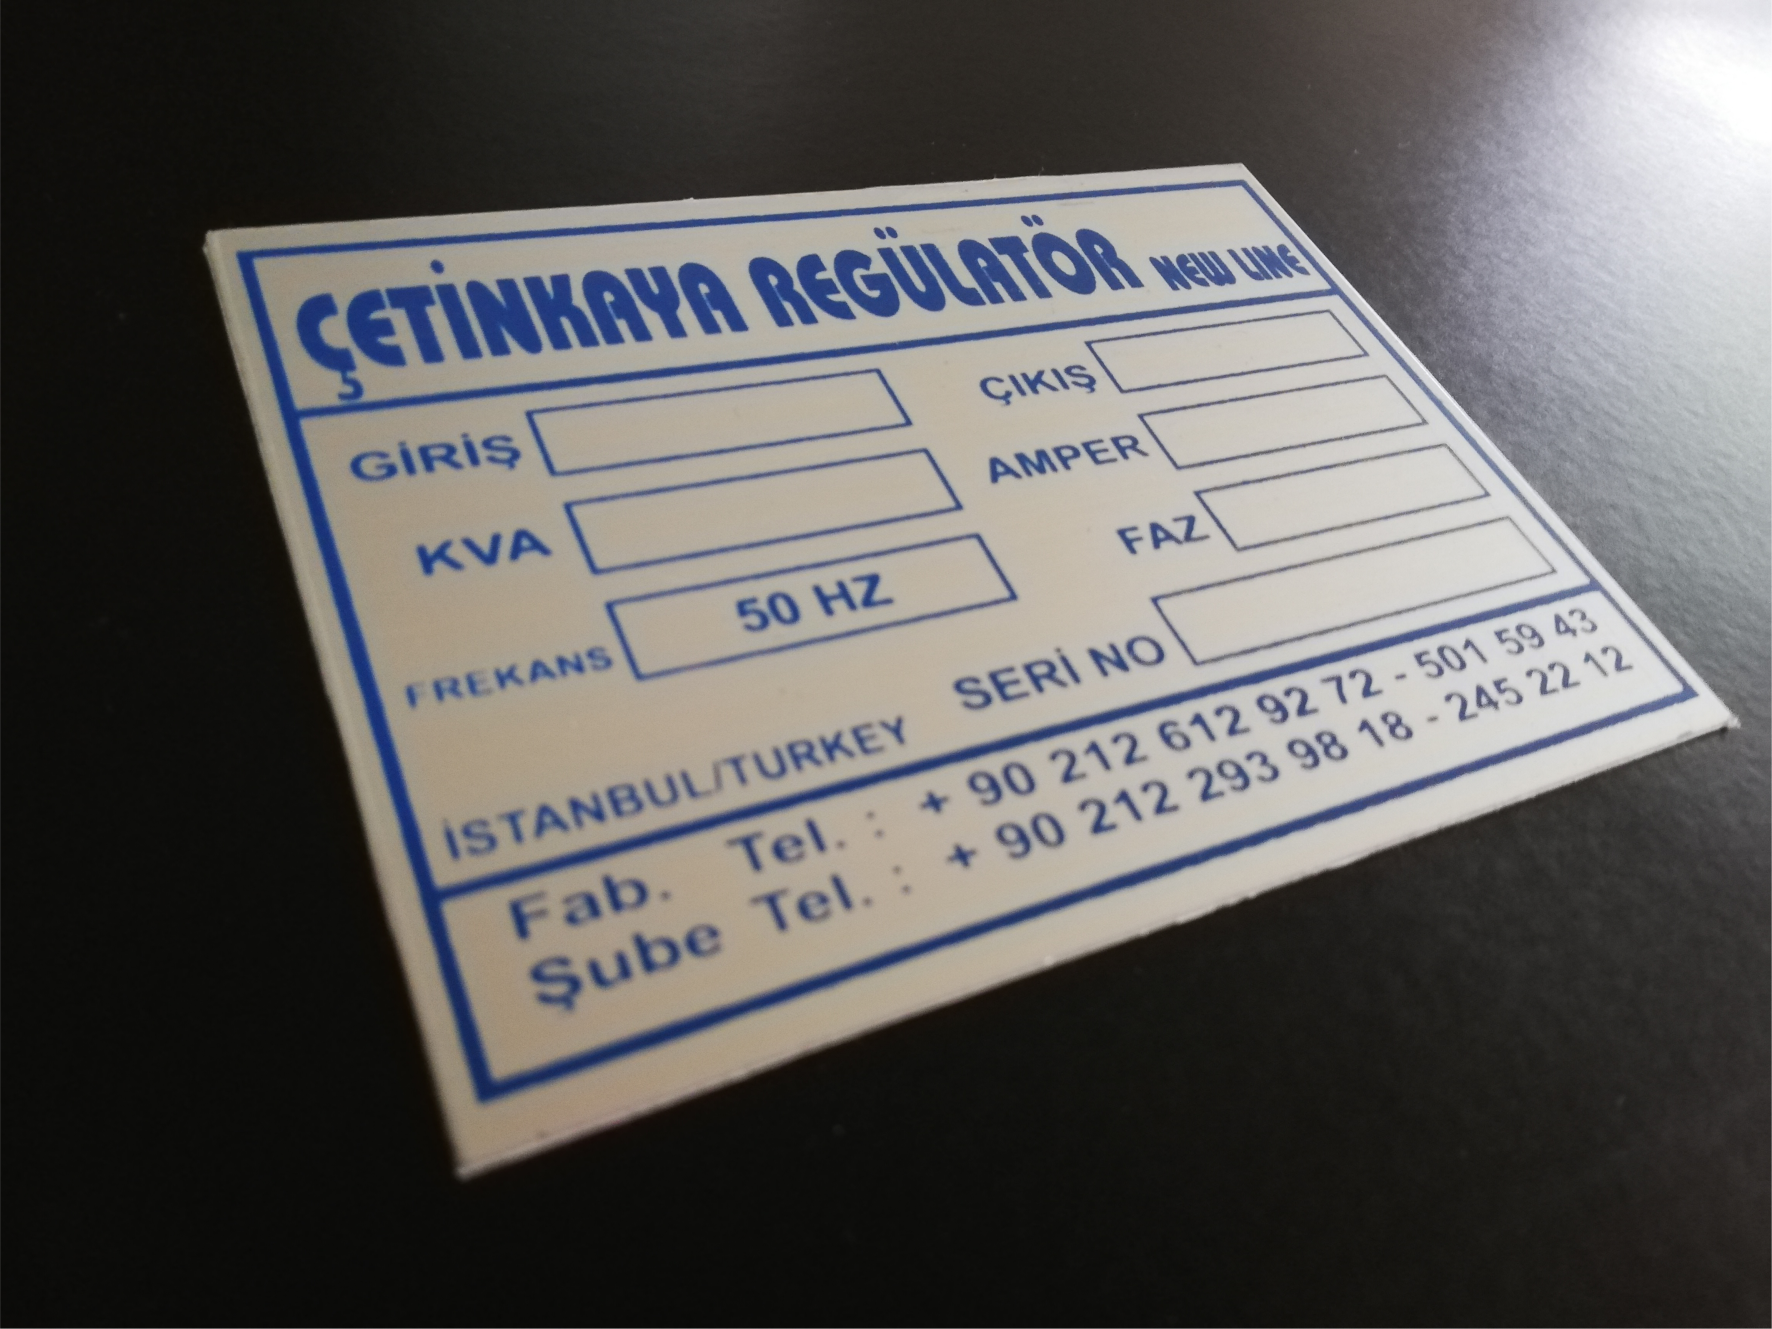 ÇETİNKAYA REGÜLATÖR NEW LINE
GİRİŞ ÇIKIŞ
KVA AMPER
FREKANS 50 HZ FAZ
İSTANBUL/TURKEY SERİ NO
Fab. Tel. : + 90 212 612 92 72 - 501 59 43
Şube Tel. : + 90 212 293 98 18 - 245 22 12